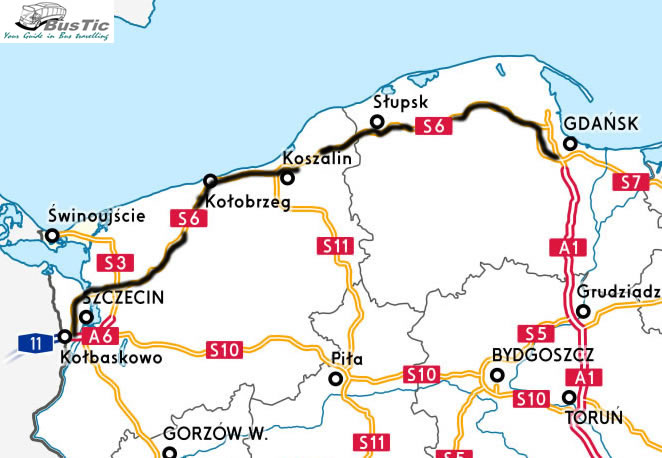 BusTic
Your Guide in Bus travelling
Słupsk
S6
GDAŃSK
Koszalin
S7
Kołobrzeg
S6
Świnoujście
S11
A1
S3
SZCZECIN
Grudziądz
A6
S5
11
Kołbaskowo
S10
Piła
BYDGOSZCZ
S10
A1
S10
TORUŃ
GORZÓW W.
S11
S5